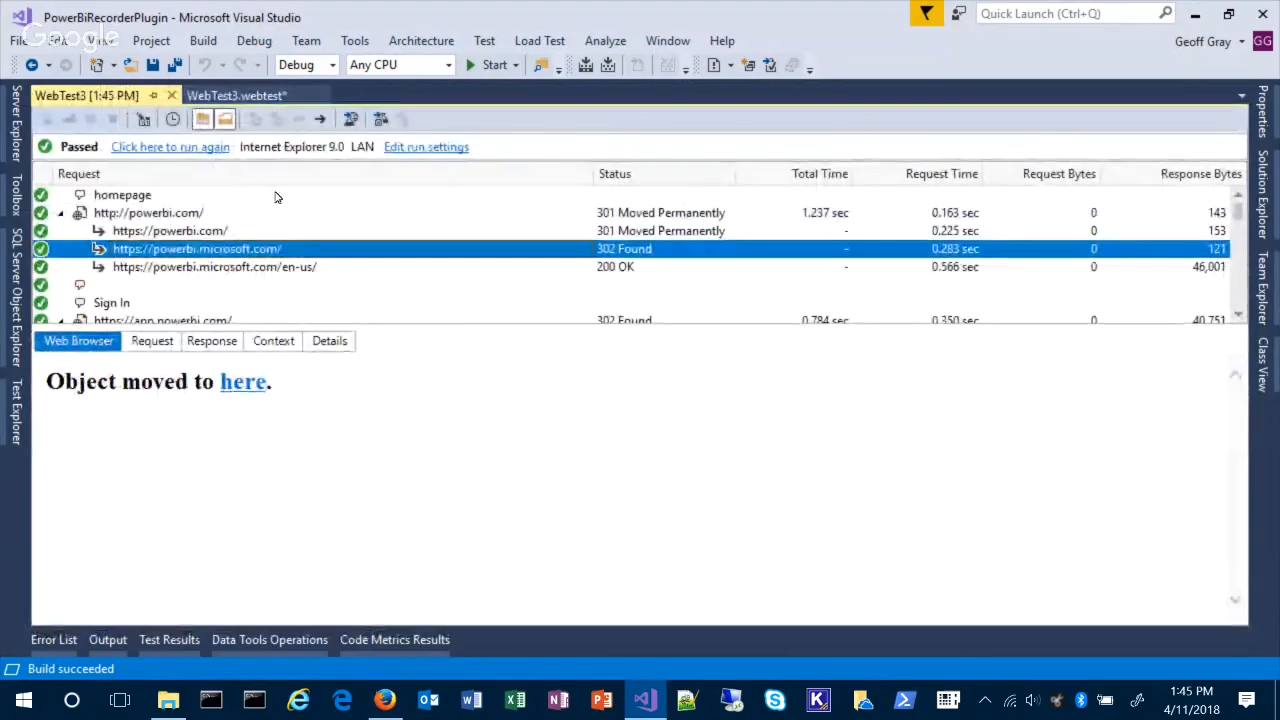 PowerBiRecorderPlugin - Microsoft Visual Studio
Quick Launch (Ctrl+Q)
Google
Project Build Debug Team Tools Architecture Test Load Test Analyze Window Help
Geoff Gray GG
Debug Any CPU Start
WebTest3 [1:45 PM] WebTest3.webtest*
Passed Click here to run again Internet Explorer 9.0 LAN Edit run settings
Request Status Total Time Request Time Request Bytes Response Bytes
homepage
http://powerbi.com/ 301 Moved Permanently 1.237 sec 0.163 sec 0 143
https://powerbi.com/ 301 Moved Permanently - 0.225 sec 0 153
https://powerbi.microsoft.com/ 302 Found - 0.283 sec 0 121
https://powerbi.microsoft.com/en-us/ 200 OK - 0.566 sec 0 46,001
Sign In
https://app.powerbi.com/ 302 Found 0.784 sec 0.350 sec 0 40,751
Web Browser Request Response Context Details
Object moved to here.
Server Explorer
Toolbox
SQL Server Object Explorer
Test Explorer
Properties
Solution Explorer
Team Explorer
Class View
Error List Output Test Results Data Tools Operations Code Metrics Results
Build succeeded
1:45 PM
4/11/2018